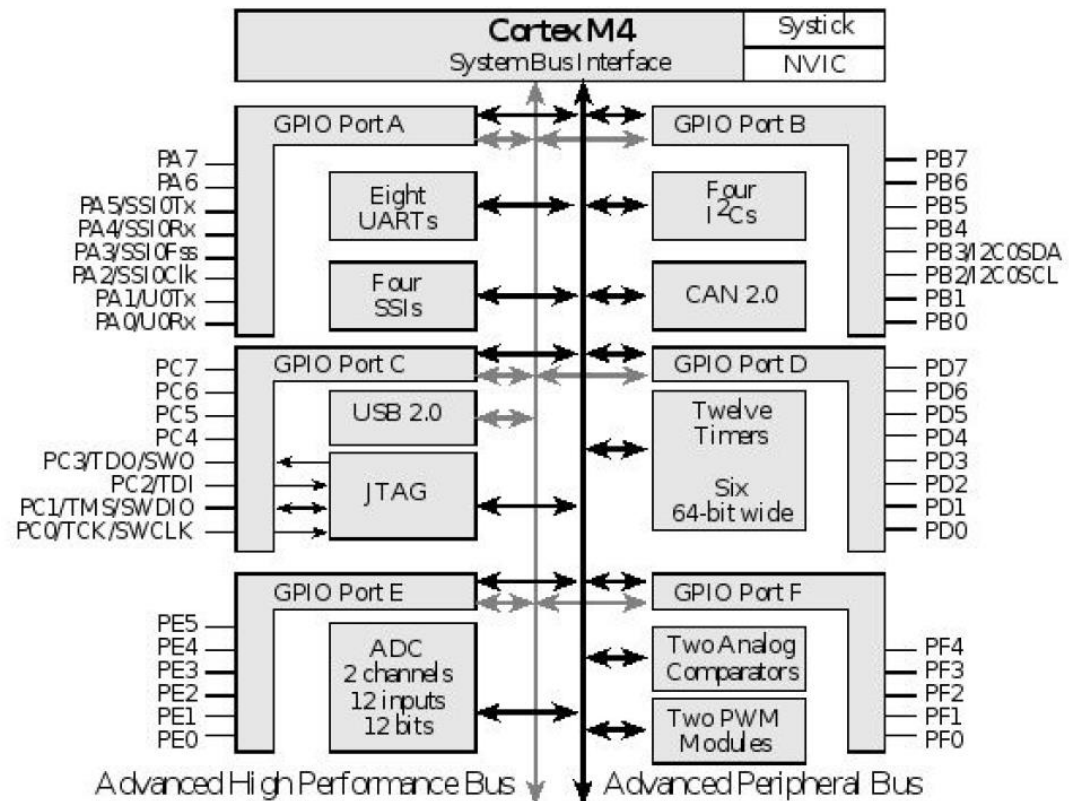 Cortex M4
System Bus Interface
Systick
NVIC
GPIO Port A
PA7
PA6
PA5/SSI0Tx
PA4/SSI0Rx
PA3/SSI0Fss
PA2/SSI0Clk
PA1/U0Tx
PA0/U0Rx
Eight
UARTs
Four
SSIs
GPIO Port B
Four
I2Cs
CAN 2.0
PB7
PB6
PB5
PB4
PB3/I2C0SDA
PB2/I2C0SCL
PB1
PB0
GPIO Port C
PC7
PC6
PC5
PC4
PC3/TDO/SWO
PC2/TDI
PC1/TMS/SWDIO
PC0/TCK/SWCLK
USB 2.0
JTAG
GPIO Port D
Twelve
Timers
Six
64-bit wide
PD7
PD6
PD5
PD4
PD3
PD2
PD1
PD0
GPIO Port E
PE5
PE4
PE3
PE2
PE1
PE0
ADC
2 channels
12 inputs
12 bits
GPIO Port F
Two Analog
Comparators
Two PWM
Modules
PF4
PF3
PF2
PF1
PF0
Advanced High Performance Bus
Advanced Peripheral Bus